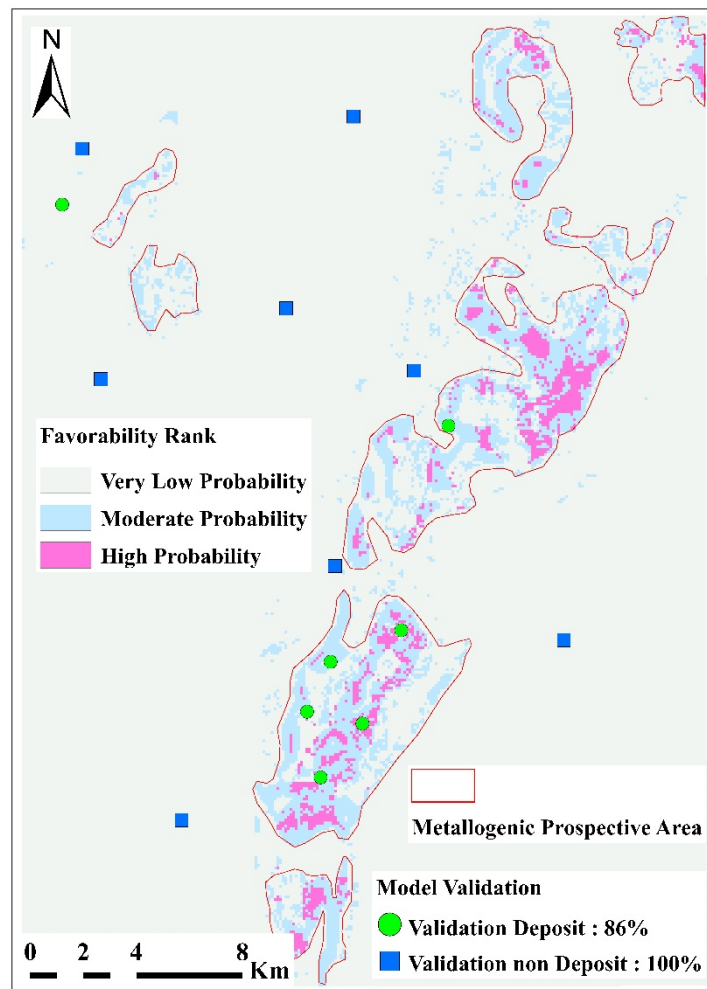 N
Favorability Rank
Very Low Probability
Moderate Probability
High Probability
Metallogenic Prospective Area
Model Validation
Validation Deposit : 86%
Validation non Deposit : 100%
0 2 4 8
Km